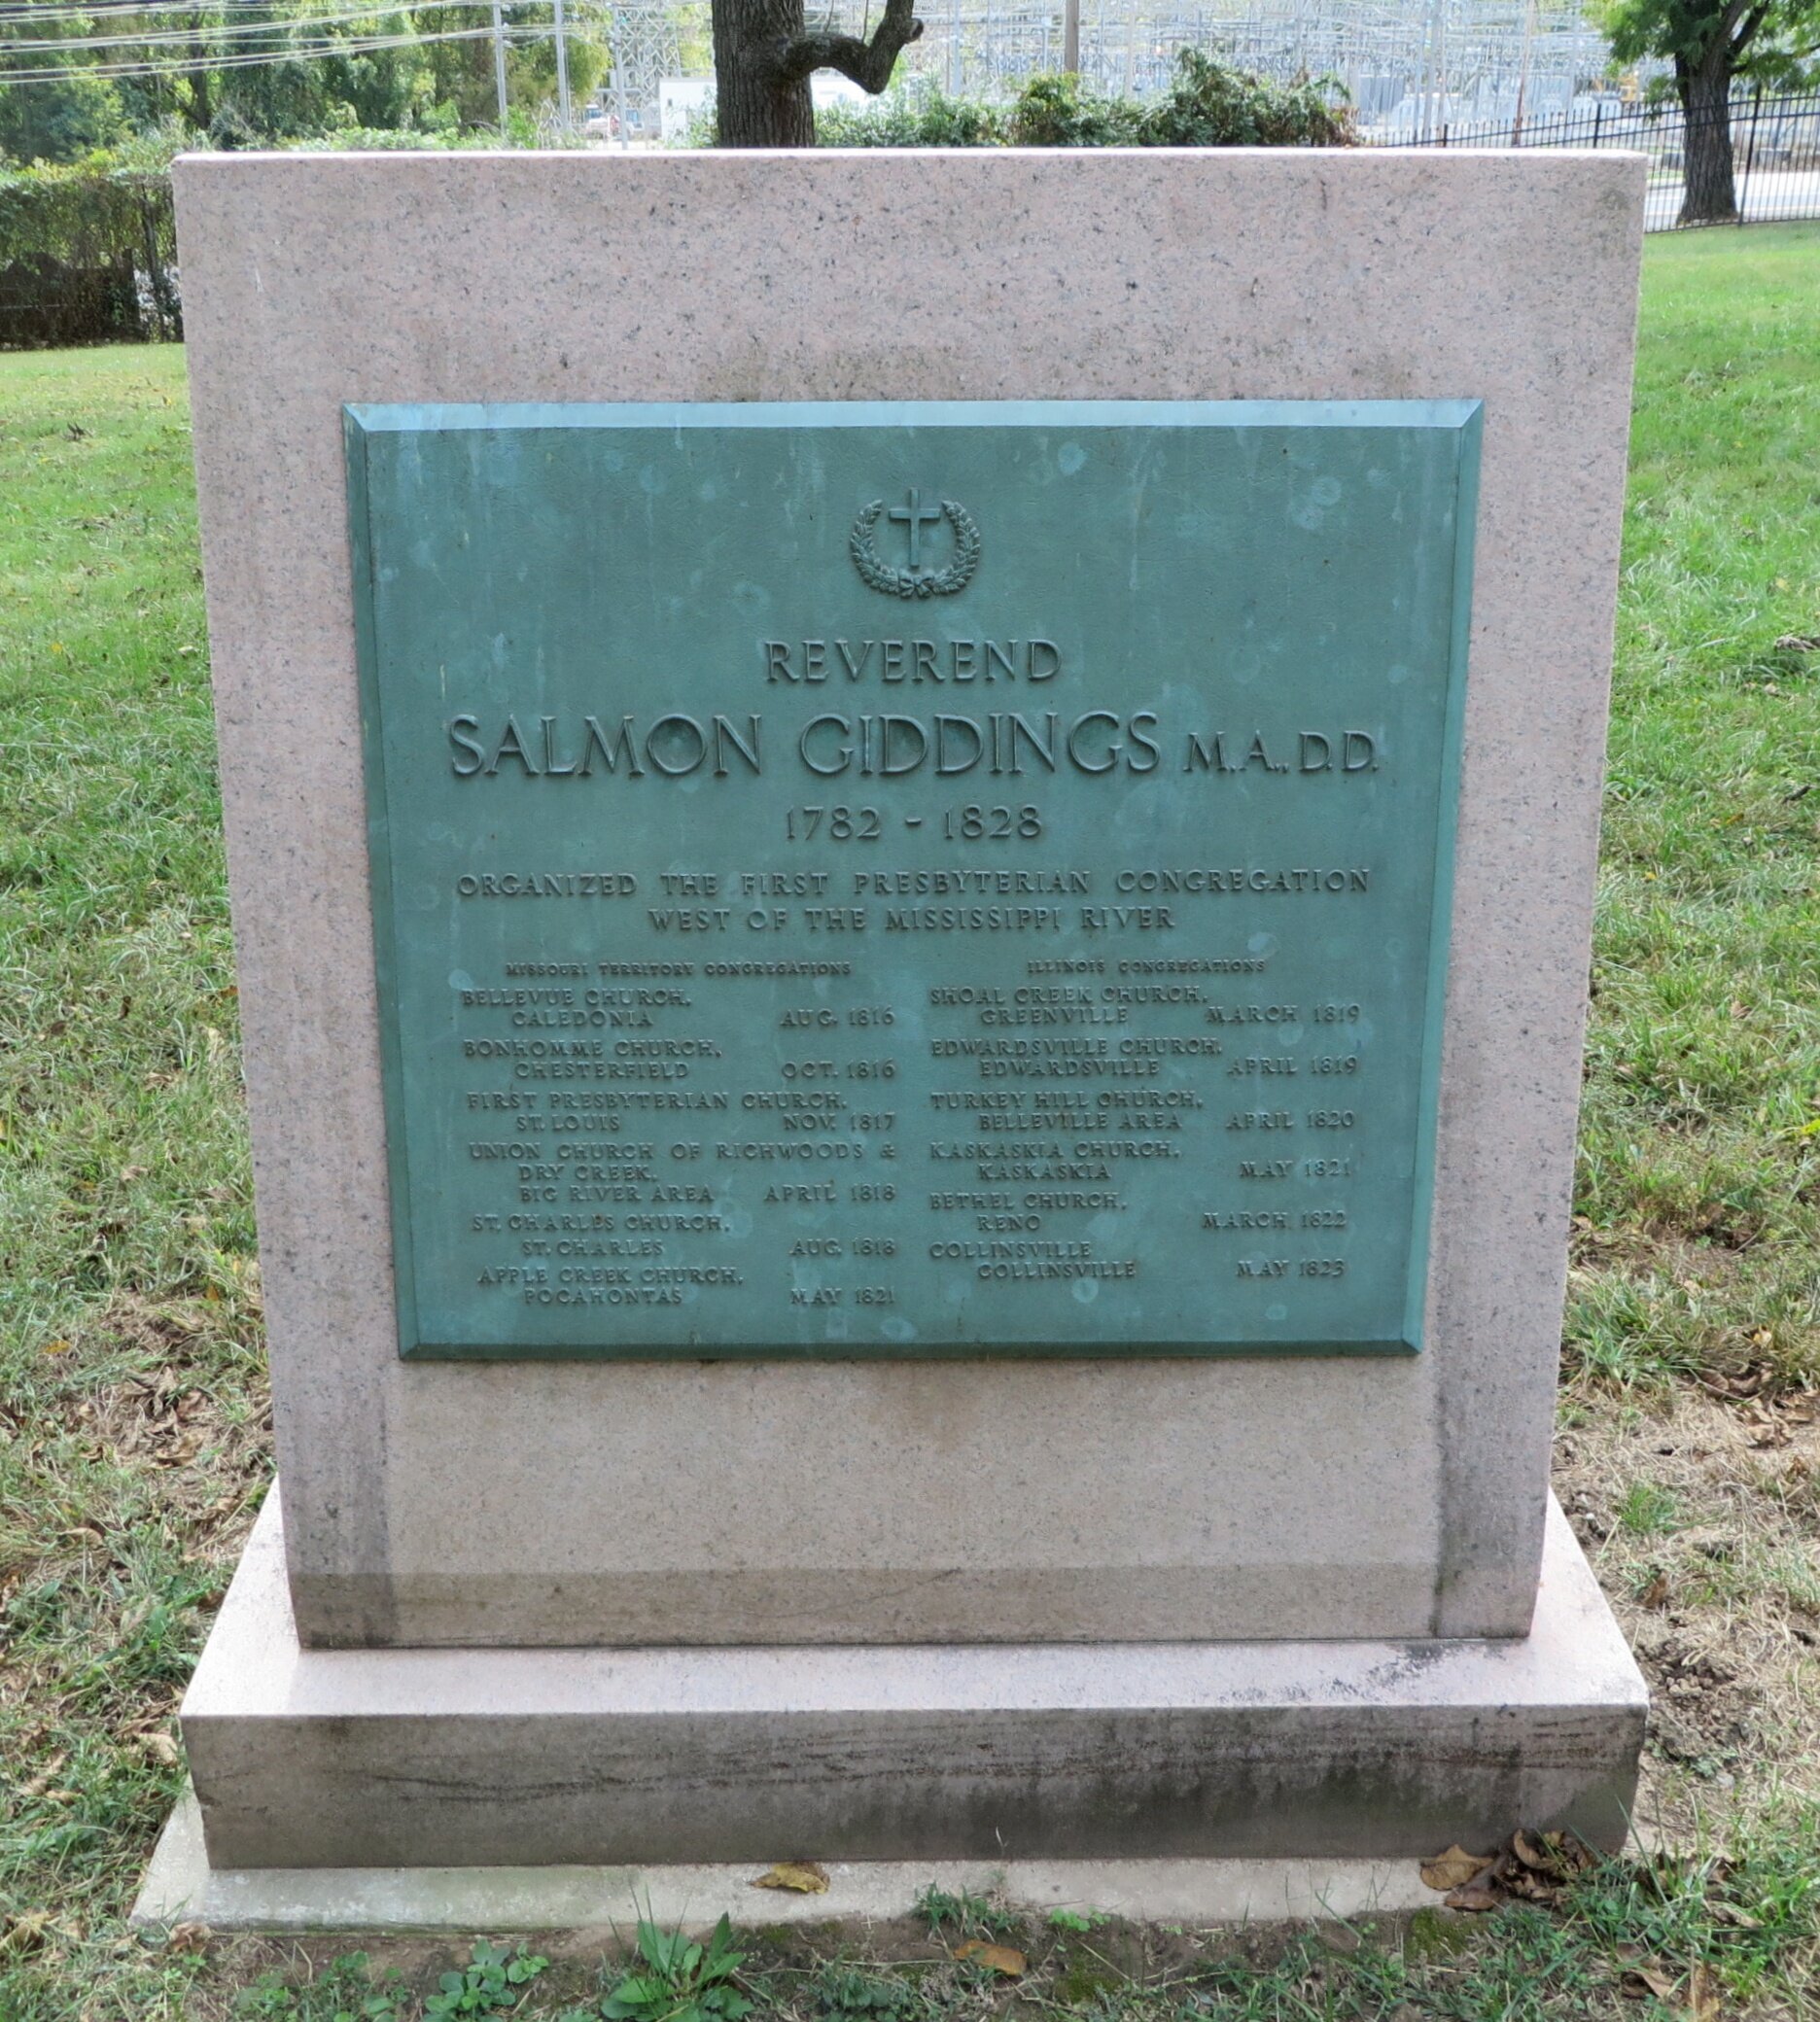 REVEREND
SALMON GIDDINGS M.A., D.D.
1782 - 1828
ORGANIZED THE FIRST PRESBYTERIAN CONGREGATION
WEST OF THE MISSISSIPPI RIVER
MISSOURI TERRITORY CONGREGATIONS
BELLEVUE CHURCH,
CALEDONIA AUG. 1816
BONHOMME CHURCH,
CHESTERFIELD OCT. 1816
FIRST PRESBYTERIAN CHURCH,
ST. LOUIS NOV. 1817
UNION CHURCH OF RICHWOODS &
DRY CREEK,
BIG RIVER AREA APRIL 1818
ST. CHARLES CHURCH,
ST. CHARLES AUG. 1818
APPLE CREEK CHURCH,
POCAHONTAS MAY 1821
ILLINOIS CONGREGATIONS
SHOAL CREEK CHURCH,
GREENVILLE MARCH 1819
EDWARDSVILLE CHURCH,
EDWARDSVILLE APRIL 1819
TURKEY HILL CHURCH,
BELLEVILLE AREA APRIL 1820
KASKASKIA CHURCH,
KASKASKIA MAY 1821
BETHEL CHURCH,
RENO MARCH 1822
COLLINSVILLE
COLLINSVILLE MAY 1823